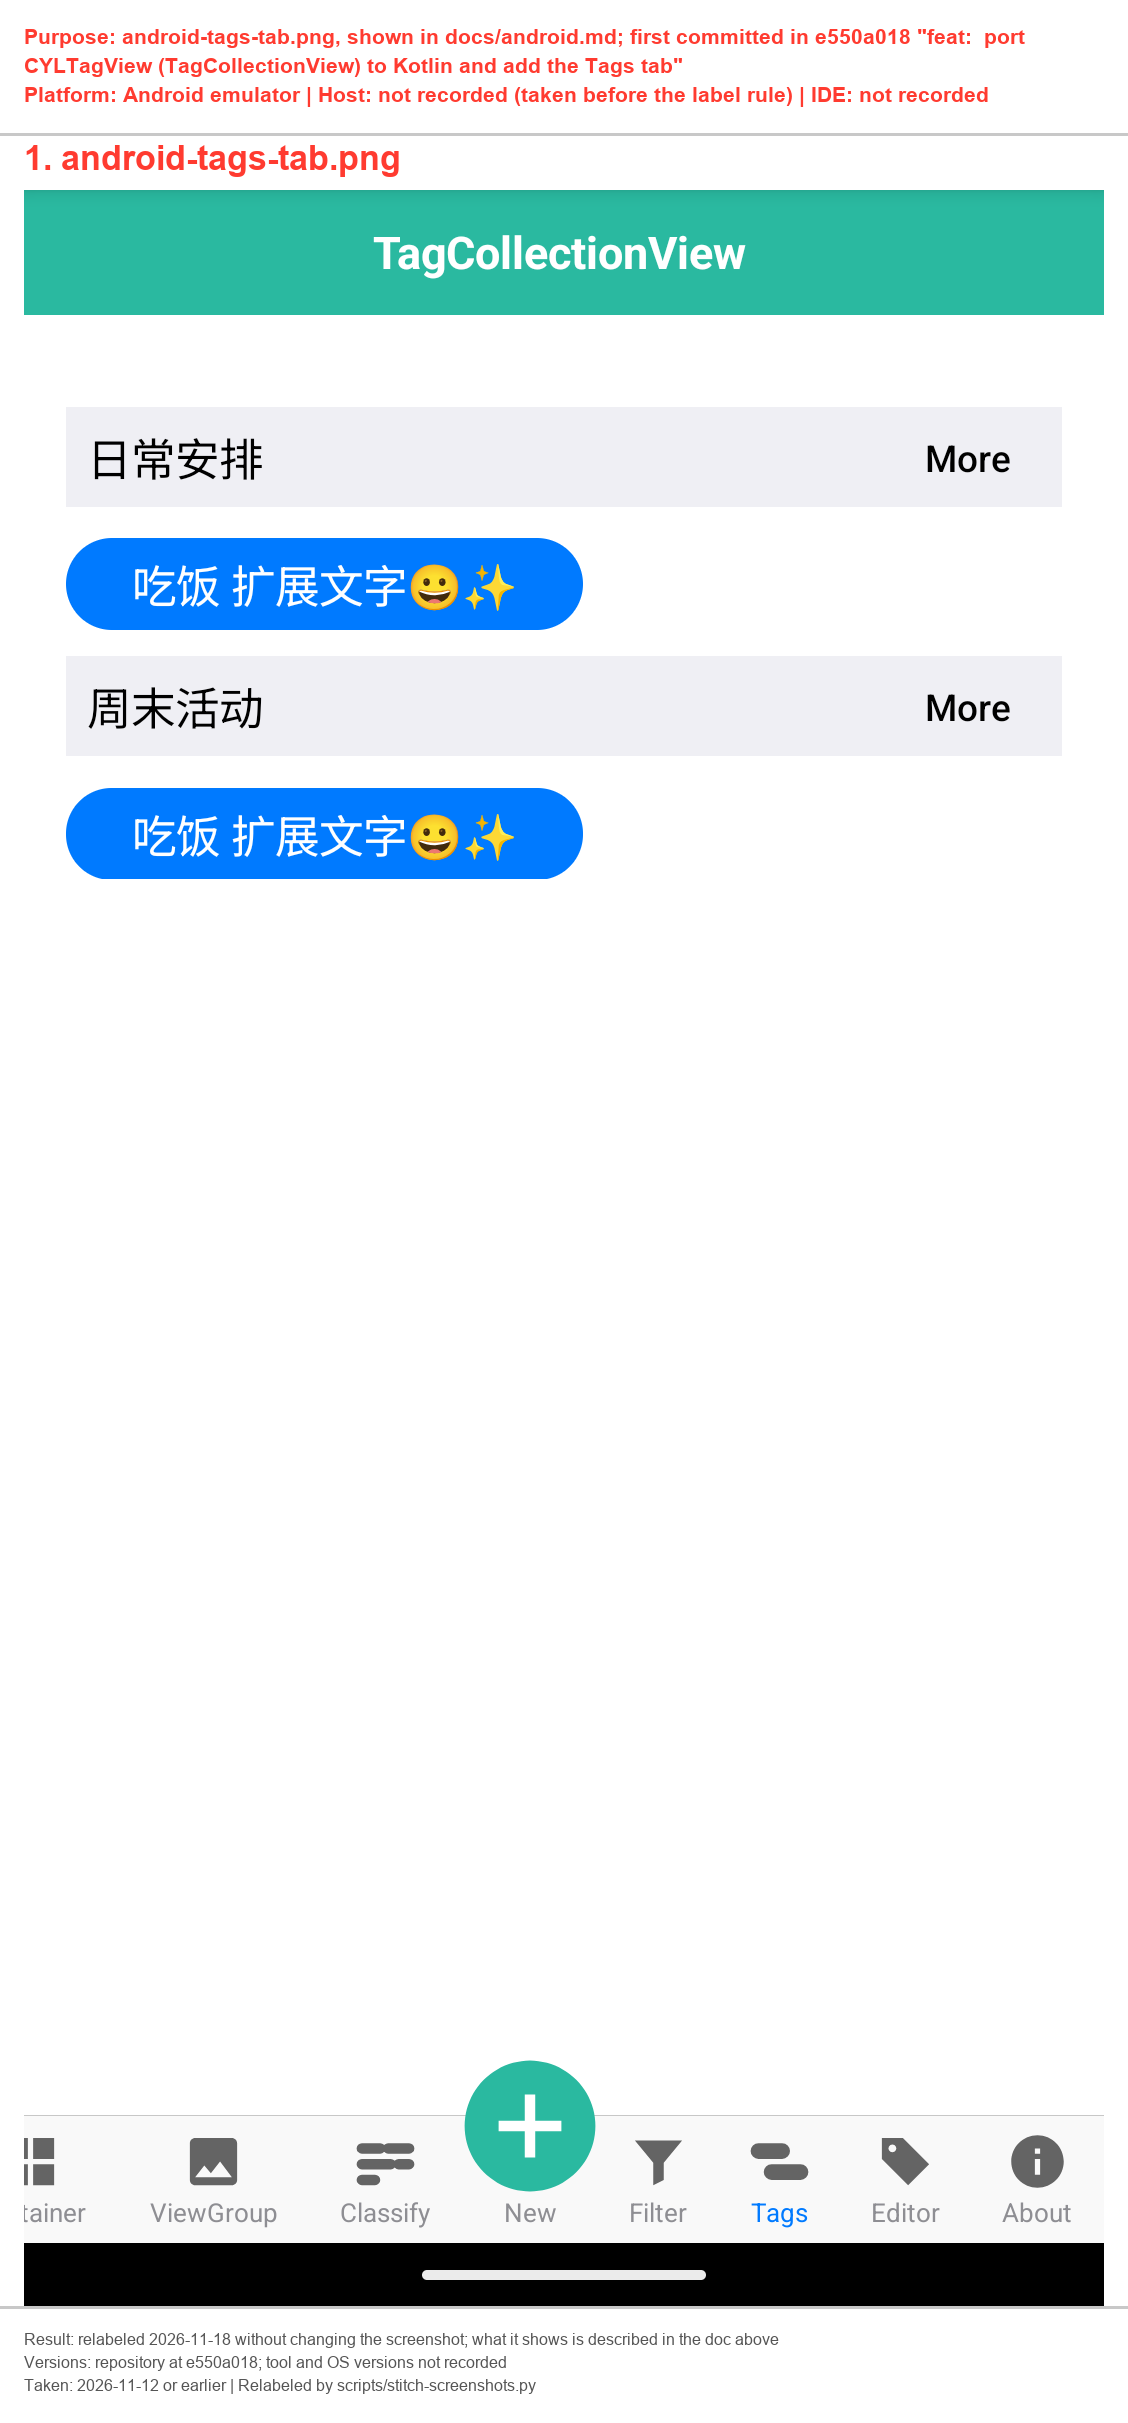 Purpose: android-tags-tab.png, shown in docs/android.md; first committed in e550a018 "feat:  port
CYLTagView (TagCollectionView) to Kotlin and add the Tags tab"
Platform: Android emulator | Host: not recorded (taken before the label rule) | IDE: not recorded
1. android-tags-tab.png
TagCollectionView
日常安排 More
吃饭 扩展文字😀✨
周末活动 More
吃饭 扩展文字😀✨
tainer ViewGroup Classify New Filter Tags Editor About
Result: relabeled 2026-11-18 without changing the screenshot; what it shows is described in the doc above
Versions: repository at e550a018; tool and OS versions not recorded
Taken: 2026-11-12 or earlier | Relabeled by scripts/stitch-screenshots.py